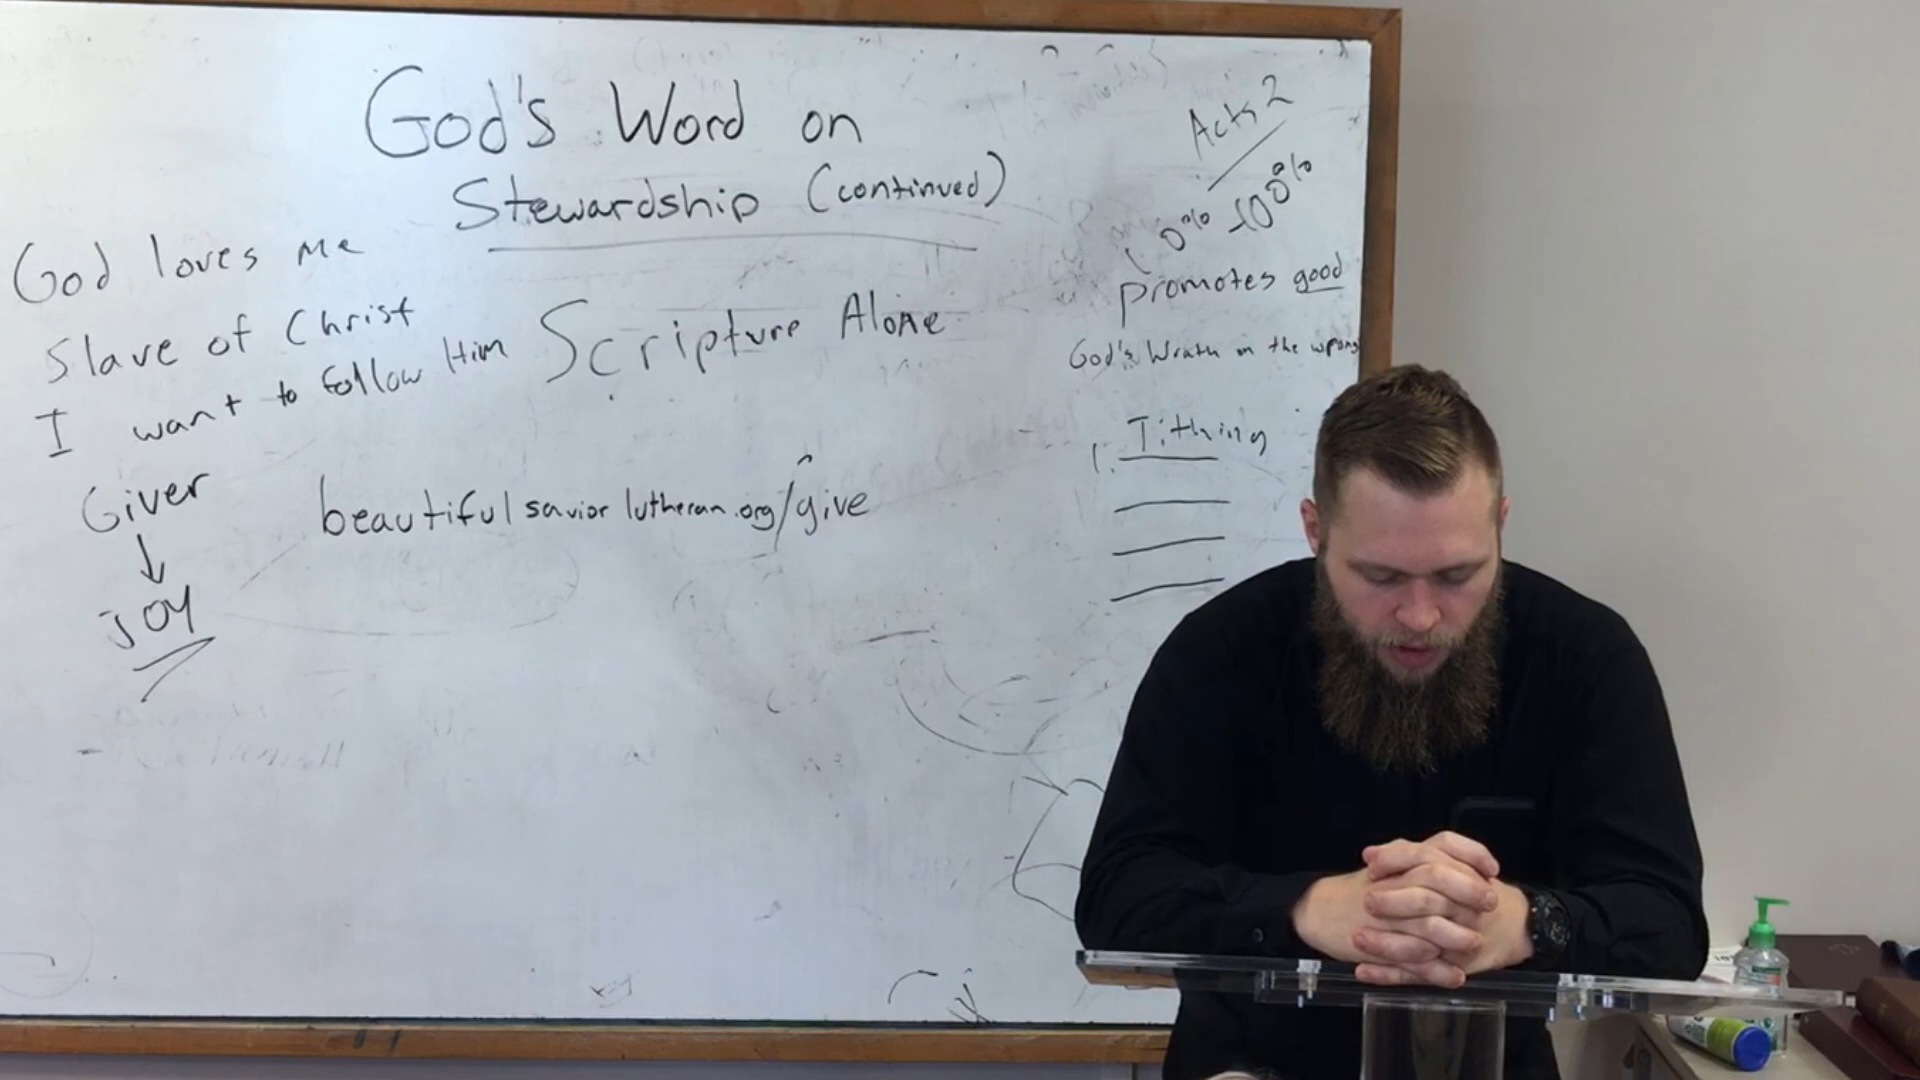 God's Word on
Stewardship (continued)
God loves me
Slave of Christ
I want to follow Him
Scripture Alone
Giver
JOY
beautifulsaviorlutheran.org/give
Acts 2
0% 100%
promotes good
God's Wrath on the wrong
1. Tithing